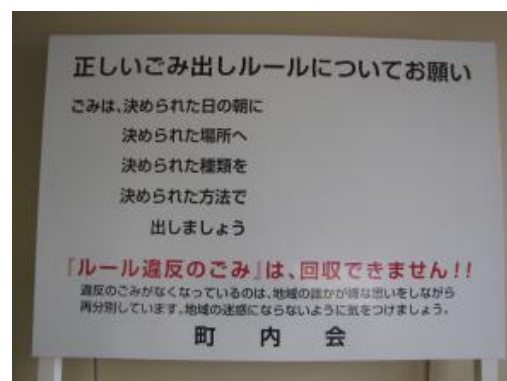 正しいごみ出しルールについてお願い
ごみは、決められた日の朝に
決められた場所へ
決められた種類を
決められた方法で
出しましょう
『ルール違反のごみ』は、回収できません!!
違反のごみがなくなっているのは、地域の誰かが嫌な思いをしながら
再分別しています。地域の迷惑にならないように気をつけましょう。
町内会